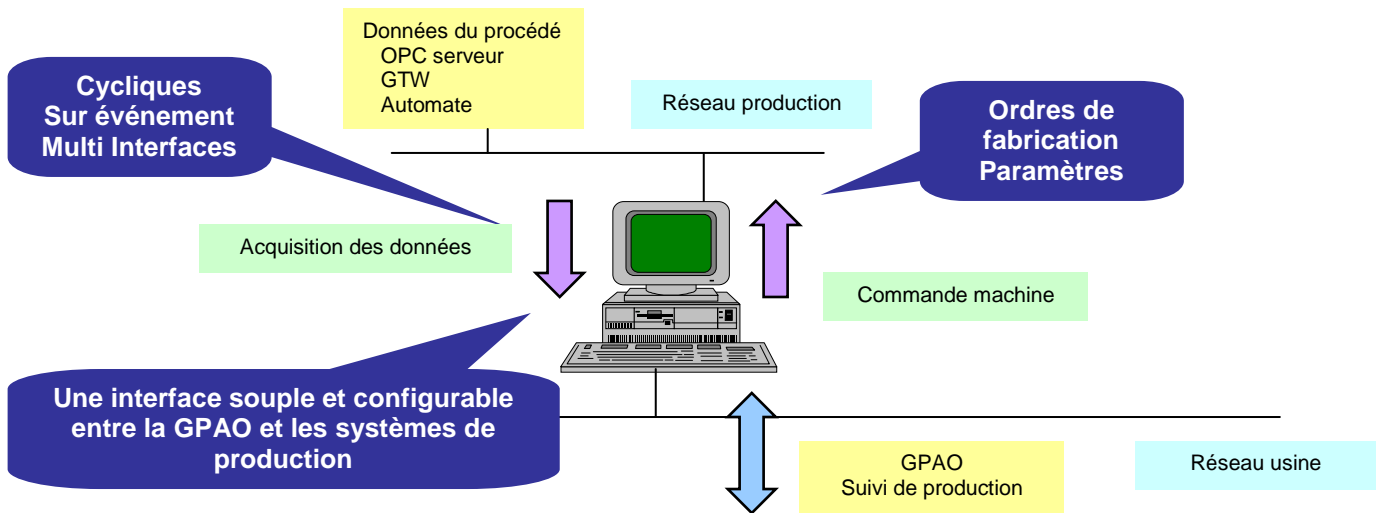 Données du procédé
OPC serveur
GTW
Automate
Cycliques
Sur événement
Multi Interfaces
Réseau production
Ordres de
fabrication
Paramètres
Acquisition des données
Commande machine
Une interface souple et configurable
entre la GPAO et les systèmes de
production
GPAO
Suivi de production
Réseau usine